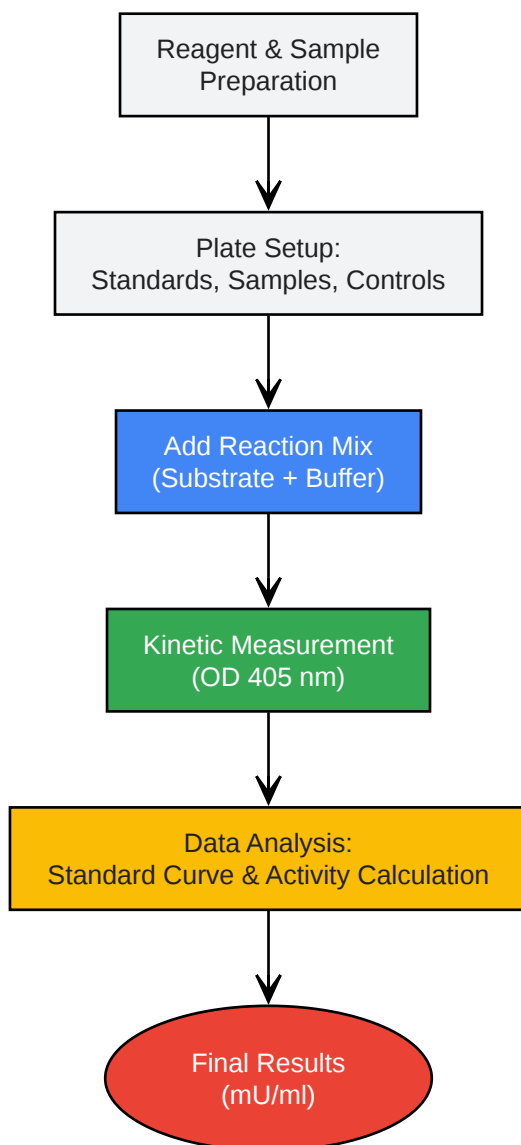 Reagent & Sample
Preparation
Plate Setup:
Standards, Samples, Controls
Add Reaction Mix
(Substrate + Buffer)
Kinetic Measurement
(OD 405 nm)
Data Analysis:
Standard Curve & Activity Calculation
Final Results
(mU/ml)